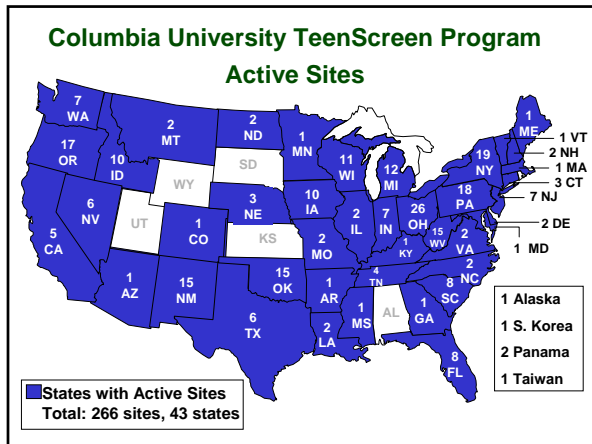 Columbia University TeenScreen Program
Active Sites
7
WA
2
MT
2
ND
1
MN
1
ME
1 VT
2 NH
1 MA
3 CT
7 NJ
17
OR
10
ID
SD
WY
11
WI
12
MI
19
NY
18
PA
3
NE
10
IA
6
NV
UT
1
CO
KS
2
IL
7
IN
26
OH
15
WV
2
VA
2 DE
1 MD
5
CA
2
MO
1
KY
1
AZ
15
NM
15
OK
4
TN
2
NC
1
AR
8
SC
6
TX
1
MS
AL
1
GA
2
LA
8
FL
1 Alaska
1 S. Korea
2 Panama
1 Taiwan
States with Active Sites
Total: 266 sites, 43 states